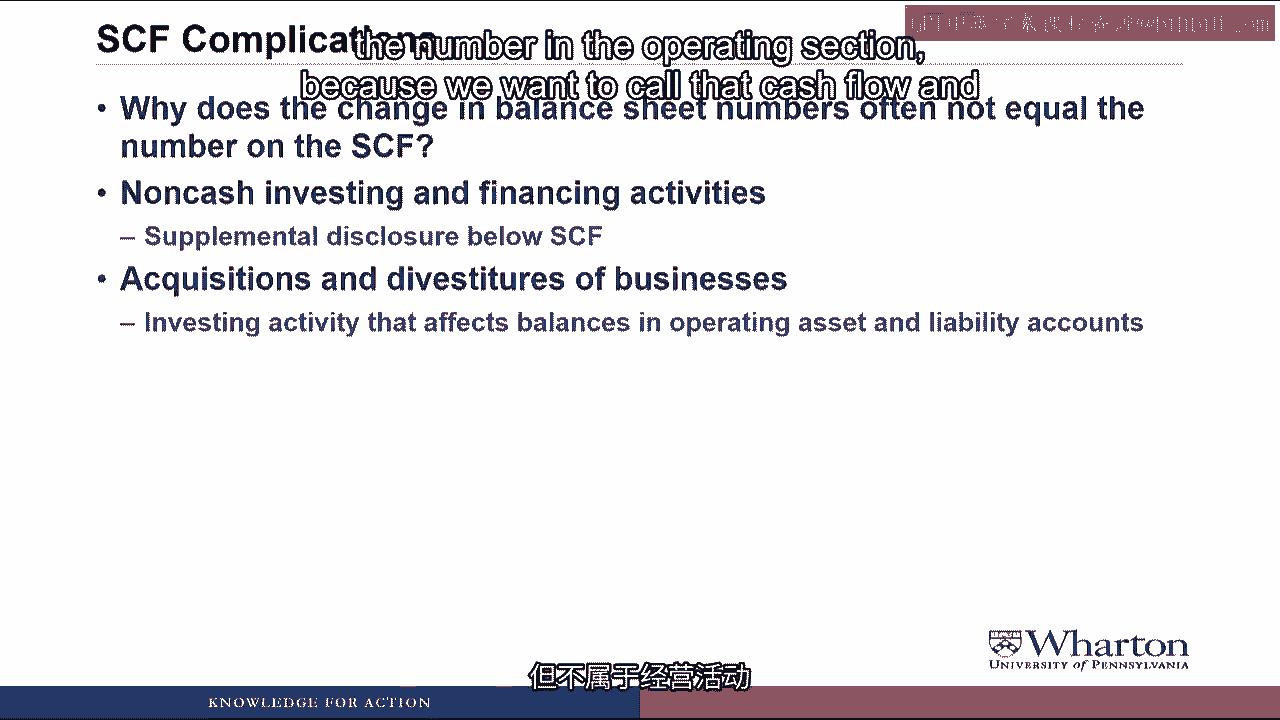 SCF Complications
the number in the operating section,
because we want to call that cash flow and
• Why does the change in balance sheet numbers often not equal the
number on the SCF?
• Noncash investing and financing activities
– Supplemental disclosure below SCF
• Acquisitions and divestitures of businesses
– Investing activity that affects balances in operating asset and liability accounts
Wharton
UNIVERSITY of PENNSYLVANIA
但不属于经营活动
KNOWLEDGE FOR ACTION